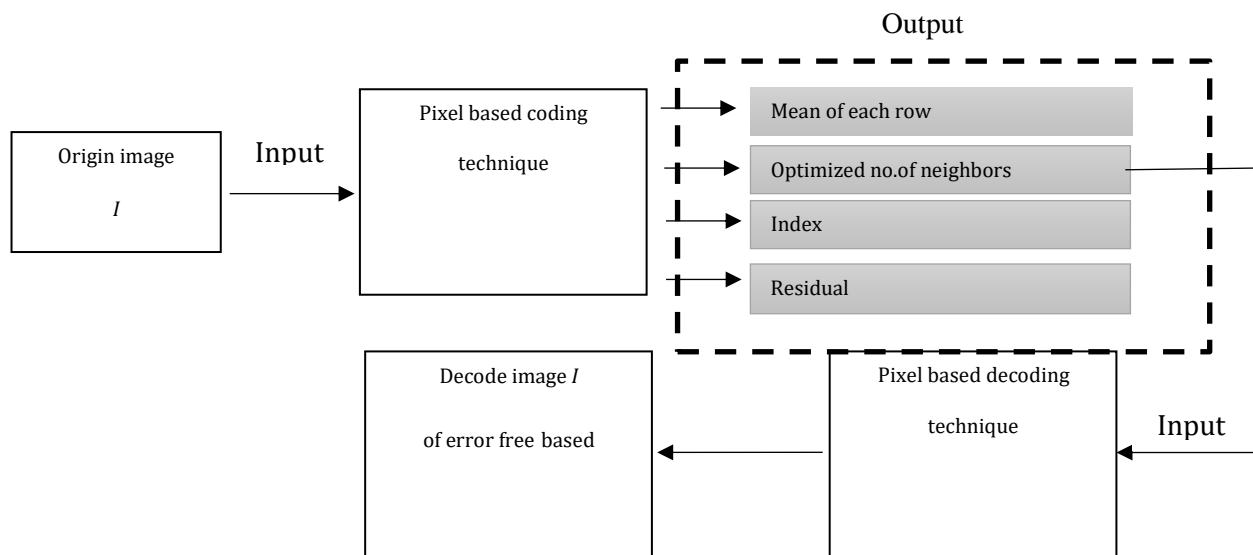 Output
Origin image
I
Input
Pixel based coding
technique
Mean of each row
Optimized no.of neighbors
Index
Residual
Decode image I
of error free based
Pixel based decoding
technique
Input